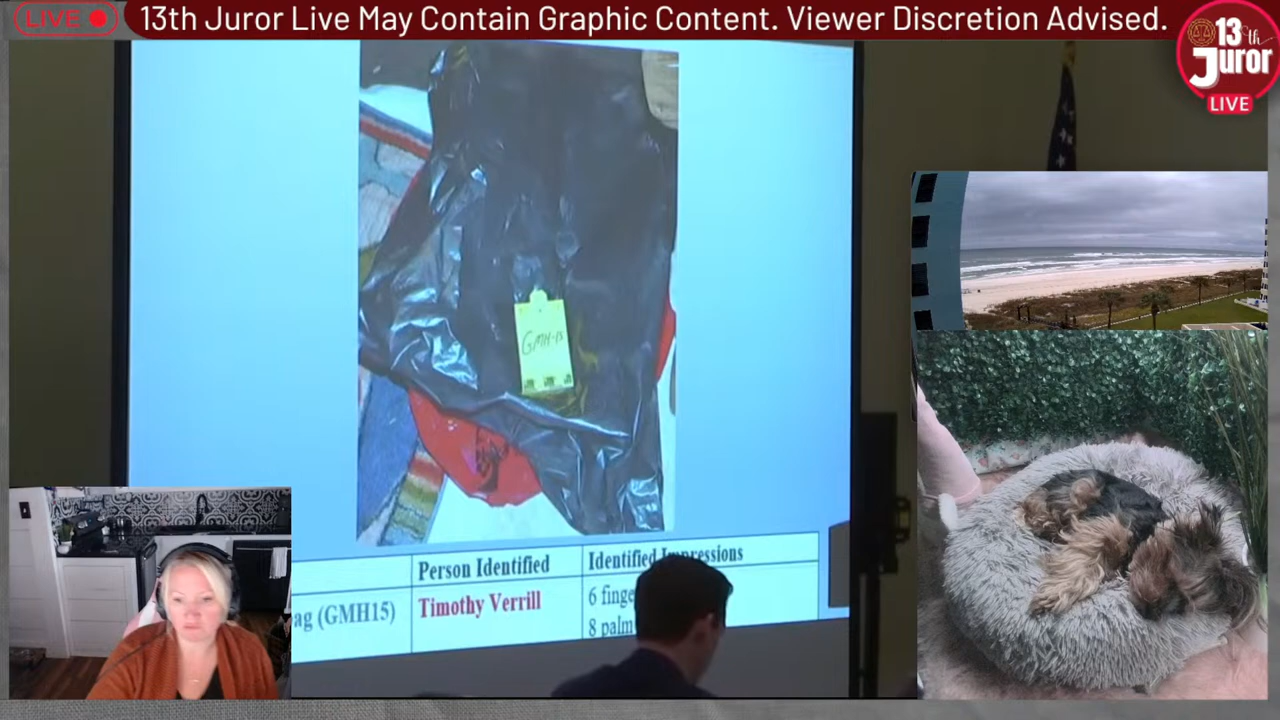 LIVE
13th Juror Live May Contain Graphic Content. Viewer Discretion Advised.
13th
Juror
LIVE
GMH-15
Person Identified
Identified Impressions
ag (GMH15)
Timothy Verrill
6 finge
8 palm